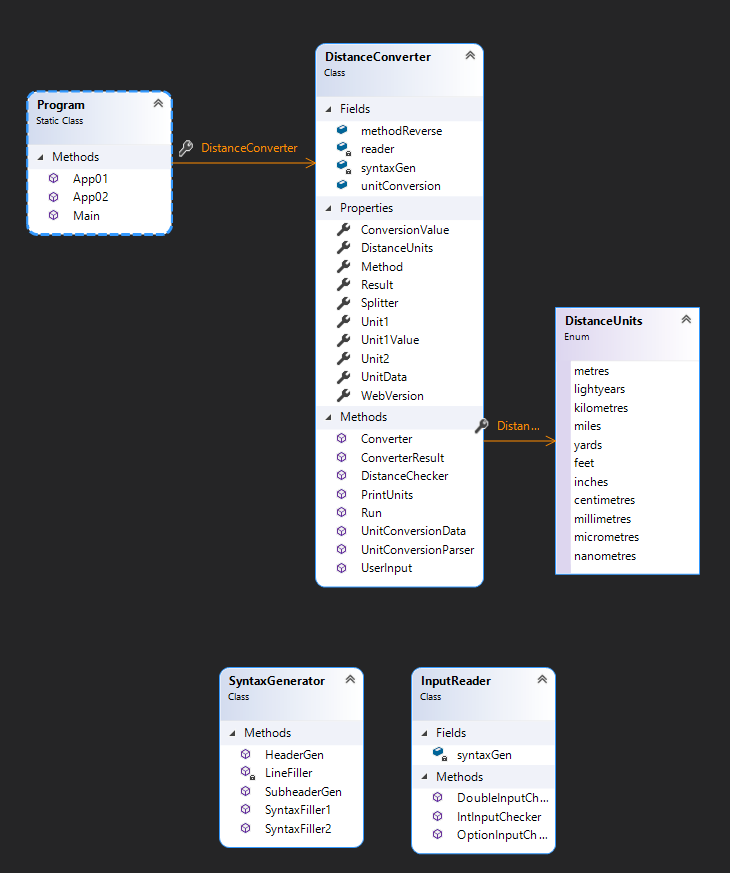 Program
Static Class
Methods
App01
App02
Main
DistanceConverter
DistanceConverter
Class
Fields
methodReverse
reader
syntaxGen
unitConversion
Properties
ConversionValue
DistanceUnits
Method
Result
Splitter
Unit1
Unit1Value
Unit2
UnitData
WebVersion
Methods
Converter
ConverterResult
DistanceChecker
PrintUnits
Run
UnitConversionData
UnitConversionParser
UserInput
Distan...
DistanceUnits
Enum
metres
lightyears
kilometres
miles
yards
feet
inches
centimetres
millimetres
micrometres
nanometres
SyntaxGenerator
Class
Methods
HeaderGen
LineFiller
SubheaderGen
SyntaxFiller1
SyntaxFiller2
InputReader
Class
Fields
syntaxGen
Methods
DoubleInputCh...
IntInputChecker
OptionInputCh...